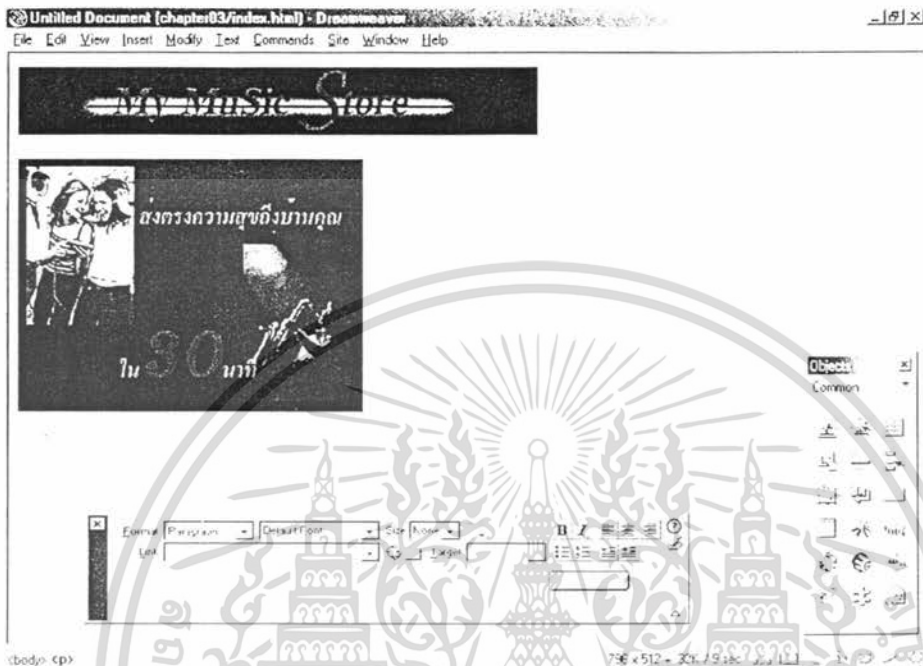 Untitled Document (chapter03/index.html) - Dreamweaver
File Edit View Insert Modify Text Commands Site Window Help
My MuSic Store
ส่งตรงความสุขถึงบ้านคุณ
ใน 30 นาที
Objects
Common
Format Paragraph Default Font Size None B I
Link Target
<body> <p>